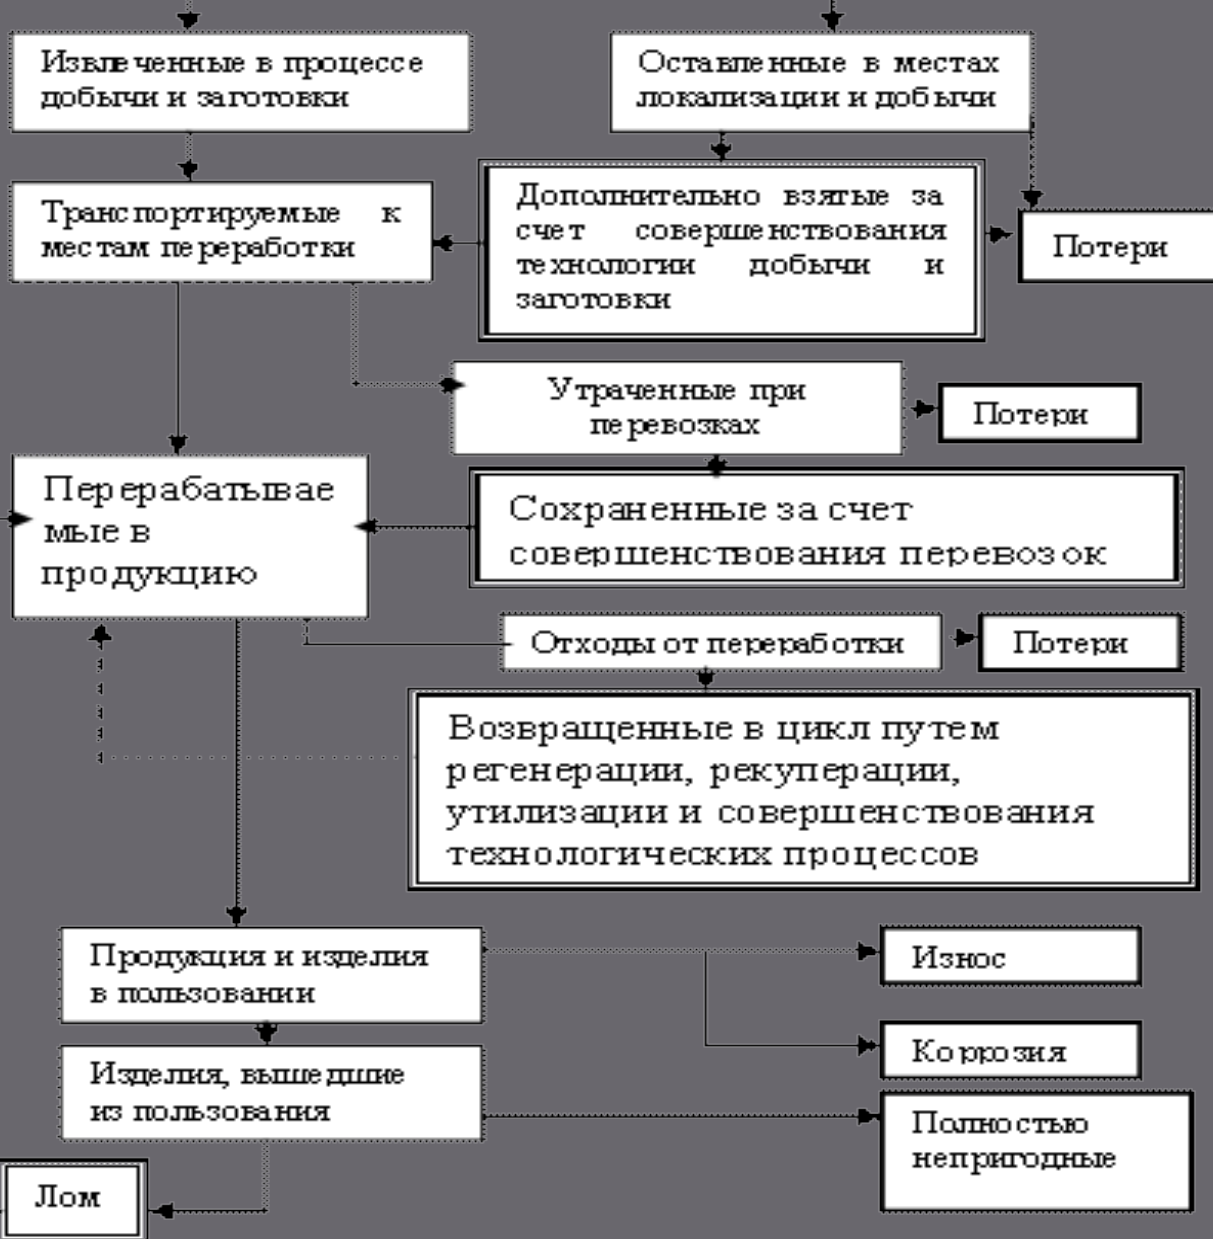 Извлеченные в процессе
добычи и заготовки
Оставленные в местах
локализации и добычи
Транспортируемые к
местам переработки
Дополнительно взятые за
счет совершенствования
технологии добычи и
заготовки
Потери
Утраченные при
перевозках
Потери
Перерабатывае
мые в
продукцию
Сохраненные за счет
совершенствования перевозок
Отходы от переработки
Потери
Возвращенные в цикл путем
регенерации, рекуперации,
утилизации и совершенствования
технологических процессов
Продукция и изделия
в пользовании
Износ
Коррозия
Изделия, вышедшие
из пользования
Полностью
непригодные
Лом